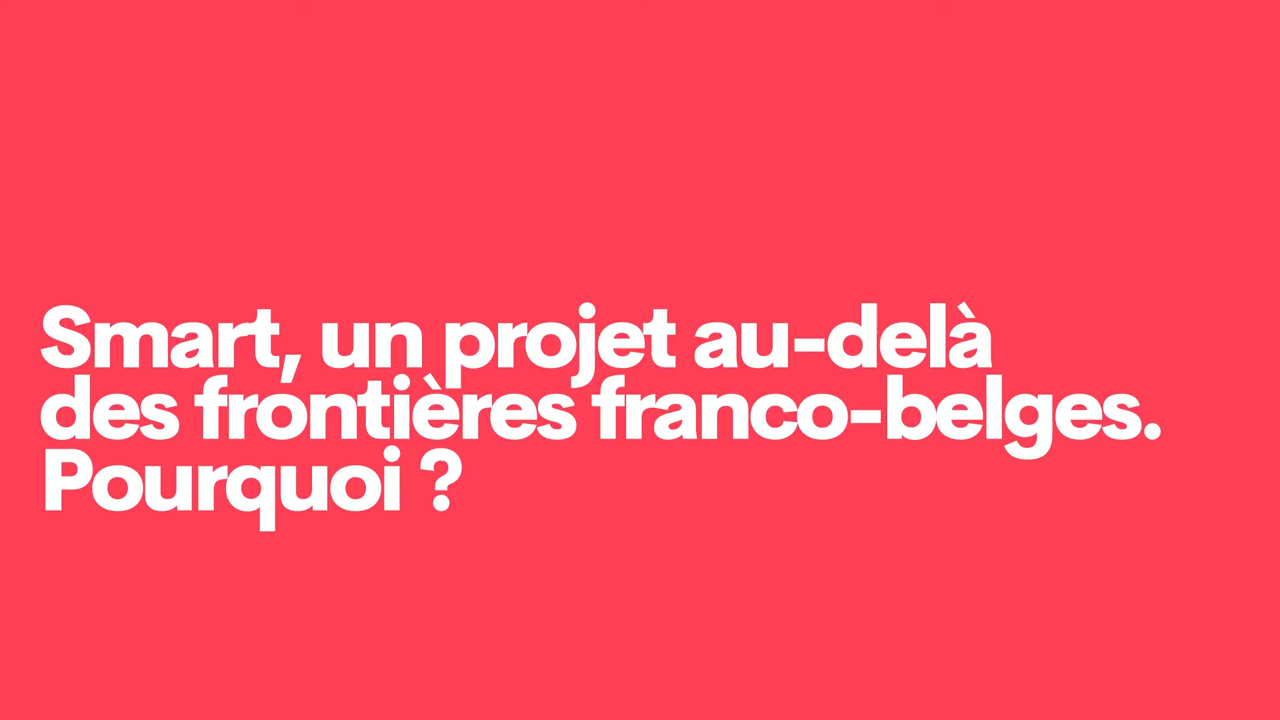 Smart, un projet au-delà
des frontières franco-belges.
Pourquoi ?